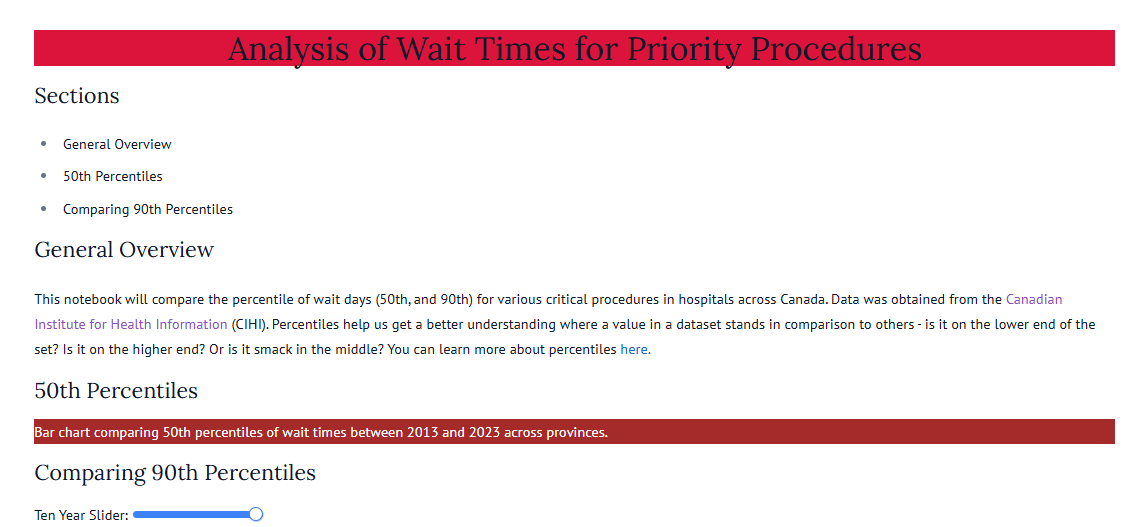 Analysis of Wait Times for Priority Procedures
Sections
General Overview
50th Percentiles
Comparing 90th Percentiles
General Overview
This notebook will compare the percentile of wait days (50th, and 90th) for various critical procedures in hospitals across Canada. Data was obtained from the Canadian
Institute for Health Information (CIHI). Percentiles help us get a better understanding where a value in a dataset stands in comparison to others - is it on the lower end of the
set? Is it on the higher end? Or is it smack in the middle? You can learn more about percentiles here.
50th Percentiles
Bar chart comparing 50th percentiles of wait times between 2013 and 2023 across provinces.
Comparing 90th Percentiles
Ten Year Slider: